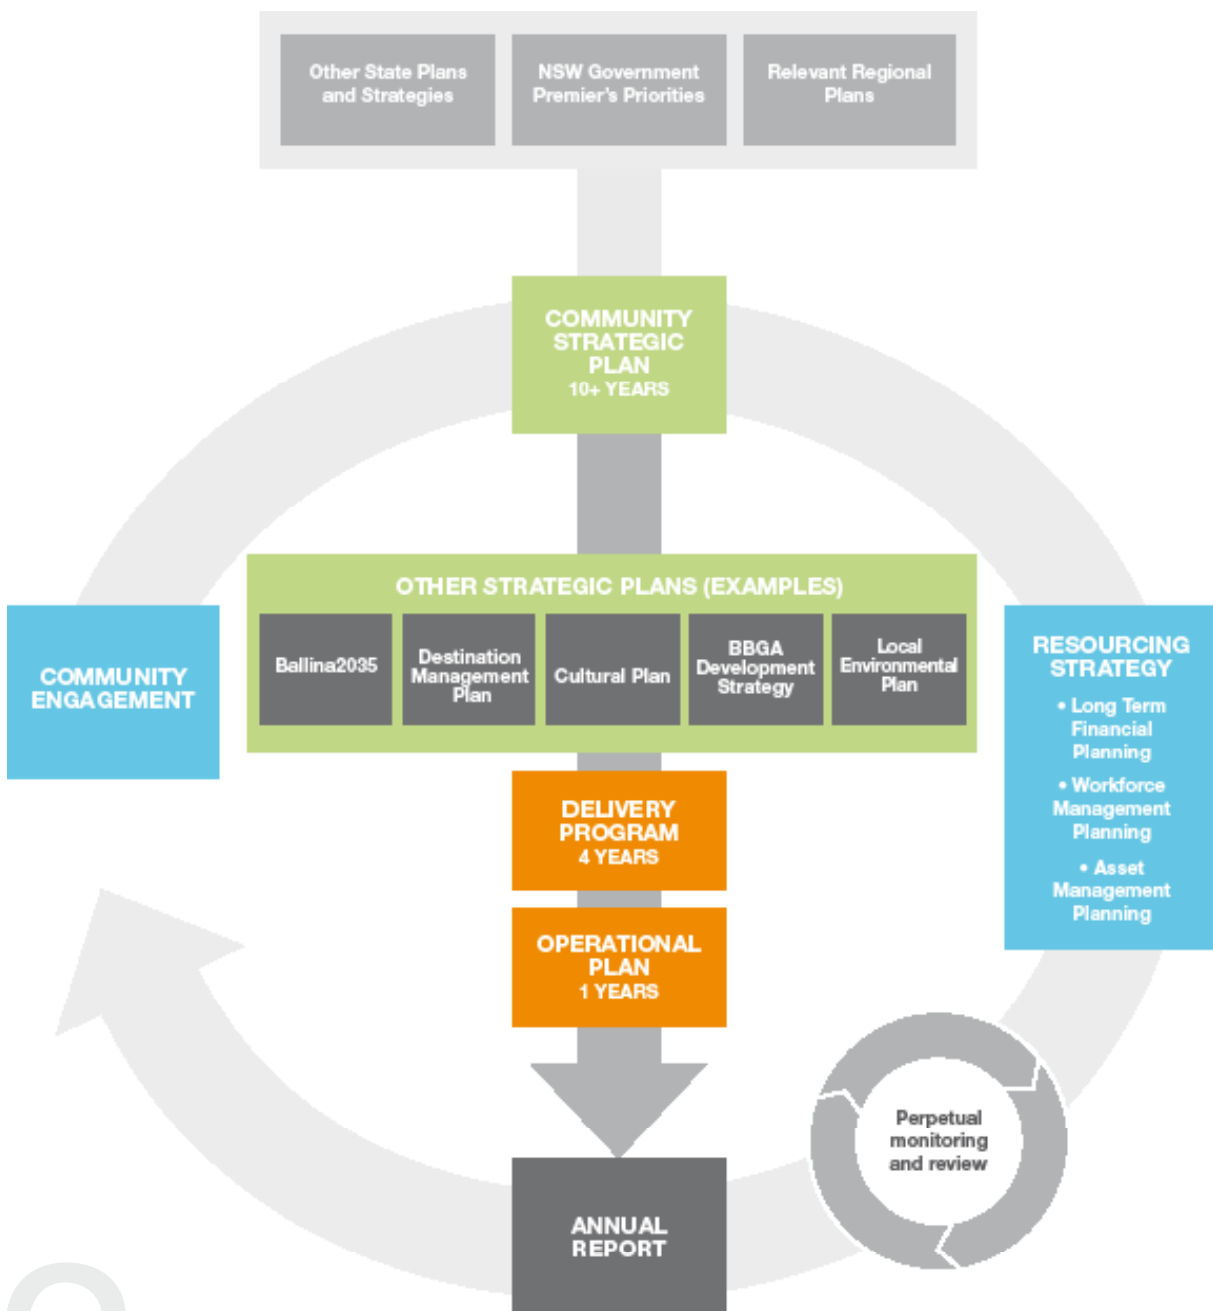 Other State Plans
and Strategies
NSW Government
Premier's Priorities
Relevant Regional
Plans
COMMUNITY
STRATEGIC
PLAN
10+ YEARS
OTHER STRATEGIC PLANS (EXAMPLES)
Ballina2035
Destination
Management
Plan
Cultural Plan
BBGA
Development
Strategy
Local
Environmental
Plan
COMMUNITY
ENGAGEMENT
RESOURCING
STRATEGY
• Long Term
Financial
Planning
• Workforce
Management
Planning
• Asset
Management
Planning
DELIVERY
PROGRAM
4 YEARS
OPERATIONAL
PLAN
1 YEARS
Perpetual
monitoring
and review
ANNUAL
REPORT